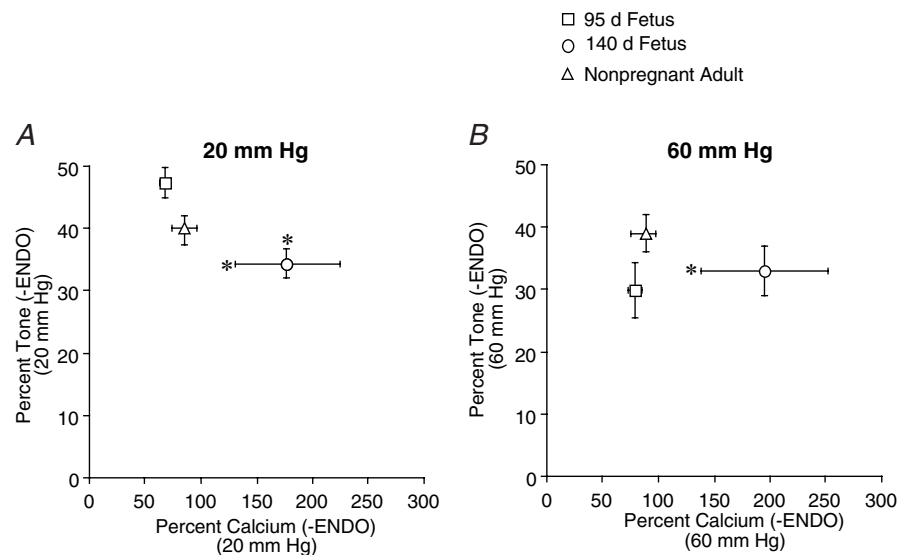 95 d Fetus
140 d Fetus
Nonpregnant Adult
A
20 mm Hg
50
40
30
20
10
0
0 50 100 150 200 250 300
Percent Tone (-ENDO)
(20 mm Hg)
Percent Calcium (-ENDO)
(20 mm Hg)
*
*
B
60 mm Hg
50
40
30
20
10
0
0 50 100 150 200 250 300
Percent Tone (-ENDO)
(60 mm Hg)
Percent Calcium (-ENDO)
(60 mm Hg)
*